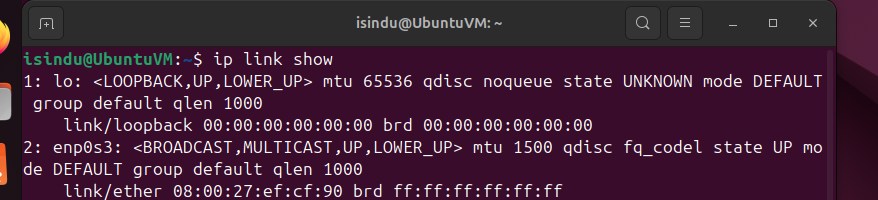 isindu@UbuntuVM: ~
isindu@UbuntuVM:~$ ip link show
1: lo: <LOOPBACK,UP,LOWER_UP> mtu 65536 qdisc noqueue state UNKNOWN mode DEFAULT
 group default qlen 1000
    link/loopback 00:00:00:00:00:00 brd 00:00:00:00:00:00
2: enp0s3: <BROADCAST,MULTICAST,UP,LOWER_UP> mtu 1500 qdisc fq_codel state UP mo
de DEFAULT group default qlen 1000
    link/ether 08:00:27:ef:cf:90 brd ff:ff:ff:ff:ff:ff